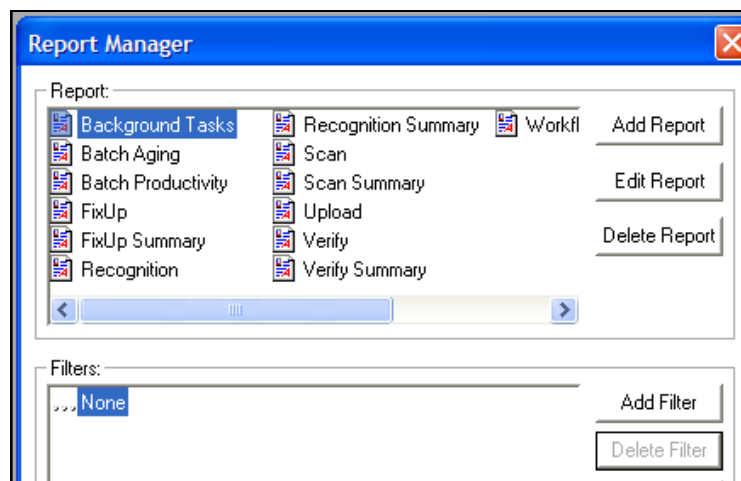 Report Manager
Report:
Background Tasks Recognition Summary Workfl Add Report
Batch Aging Scan
Batch Productivity Scan Summary Edit Report
FixUp Upload
FixUp Summary Verify Delete Report
Recognition Verify Summary
Filters:
...None Add Filter
Delete Filter